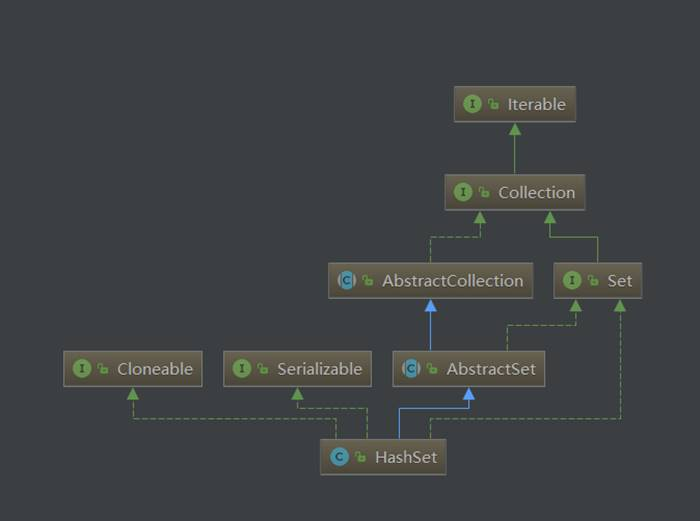 I Iterable
I Collection
C AbstractCollection
I Set
I Cloneable
I Serializable
C AbstractSet
C HashSet